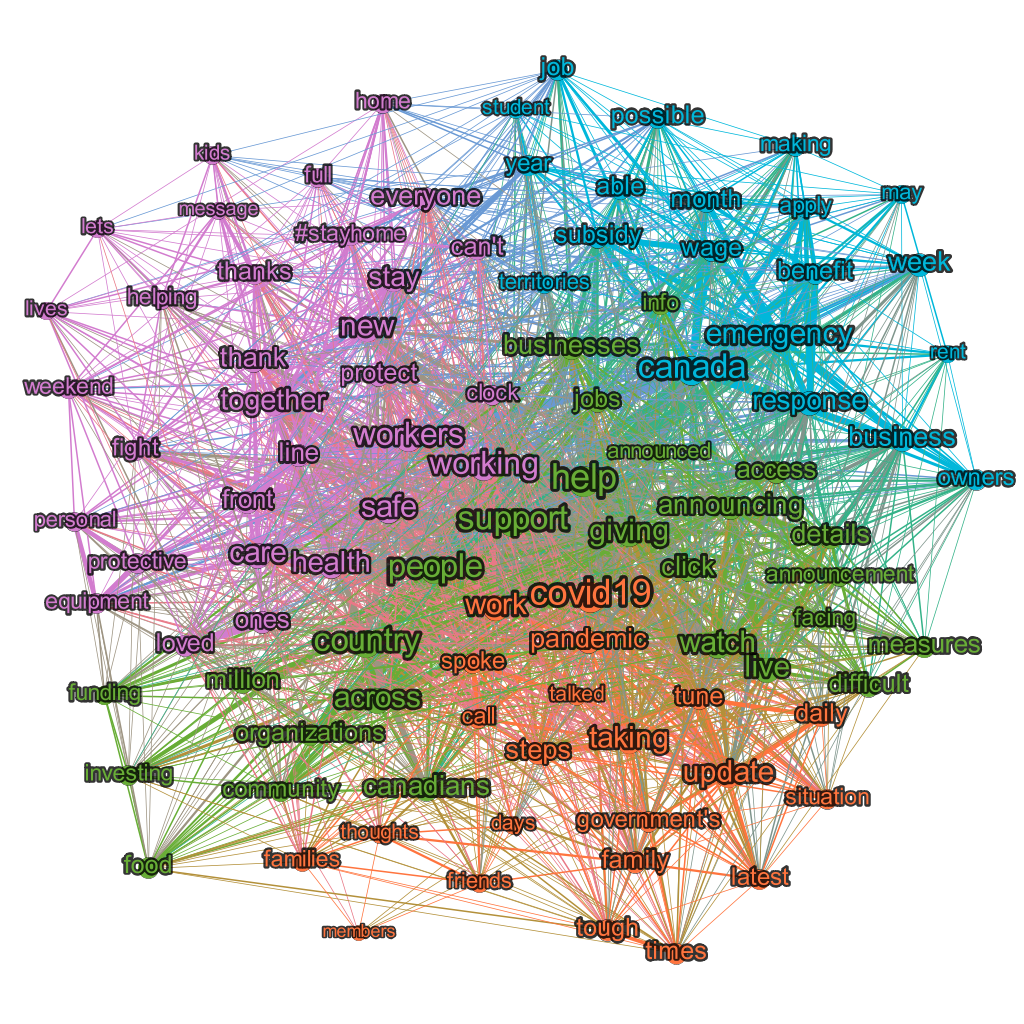 job
home
student
possible
making
kids
year
full
able
may
everyone
month
apply
message
lets
#stayhome
subsidy
can't
wage
thanks
stay
benefit
week
territories
helping
info
lives
new
emergency
businesses
rent
thank
canada
protect
weekend
clock
together
jobs
response
workers
business
fight
line
announced
working
access
owners
help
front
safe
announcing
personal
support
giving
details
care
protective
health
people
click
announcement
equipment
covid19
work
ones
facing
country
pandemic
watch
loved
measures
spoke
live
million
difficult
funding
talked
across
tune
call
daily
organizations
taking
steps
investing
update
community
canadians
situation
government's
days
thoughts
families
family
food
latest
friends
tough
members
times